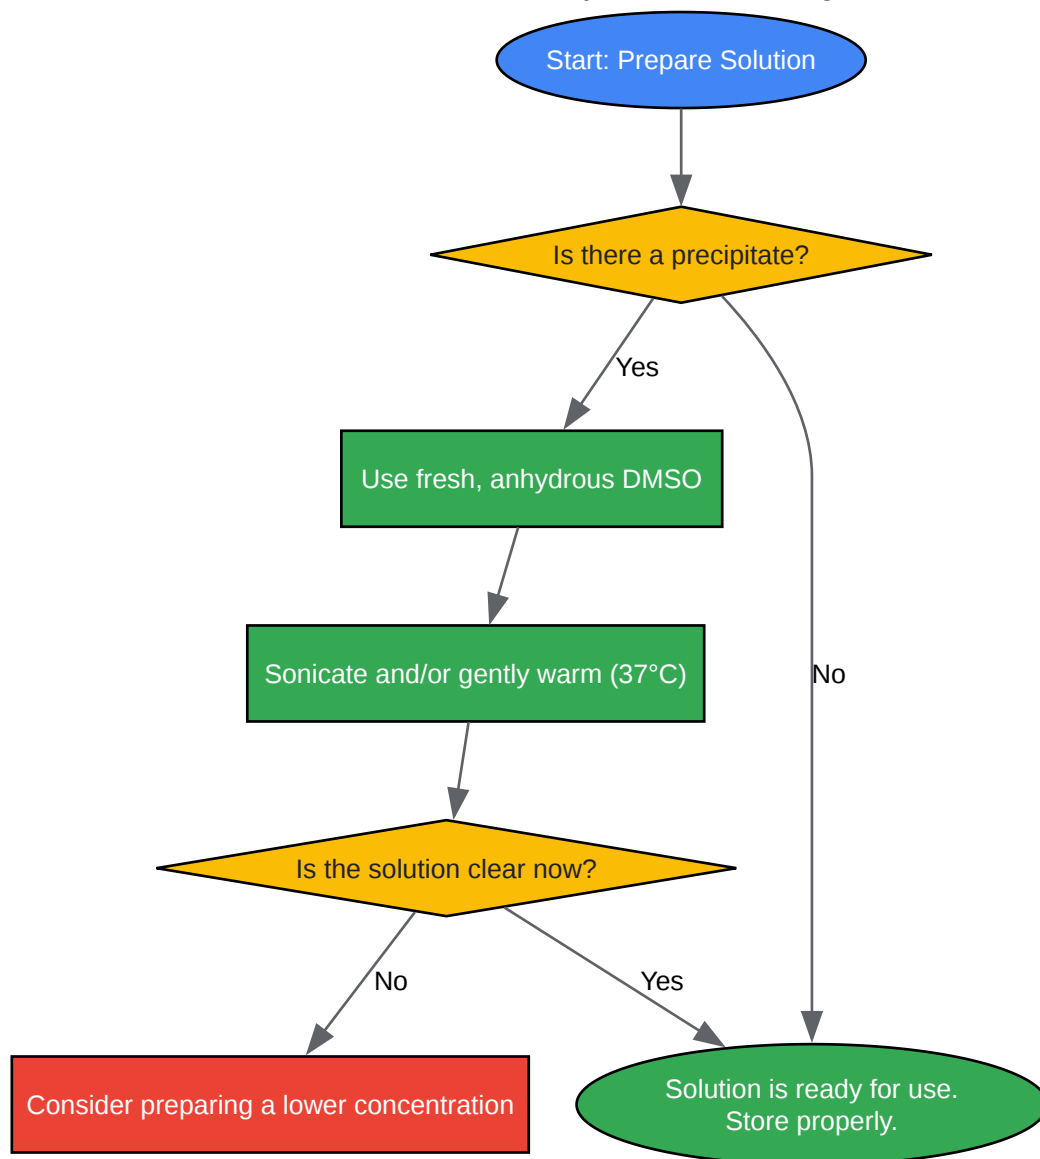 Start: Prepare Solution
Is there a precipitate?
Yes
Use fresh, anhydrous DMSO
Sonicate and/or gently warm (37°C)
No
Is the solution clear now?
No
Yes
Consider preparing a lower concentration
Solution is ready for use.
Store properly.